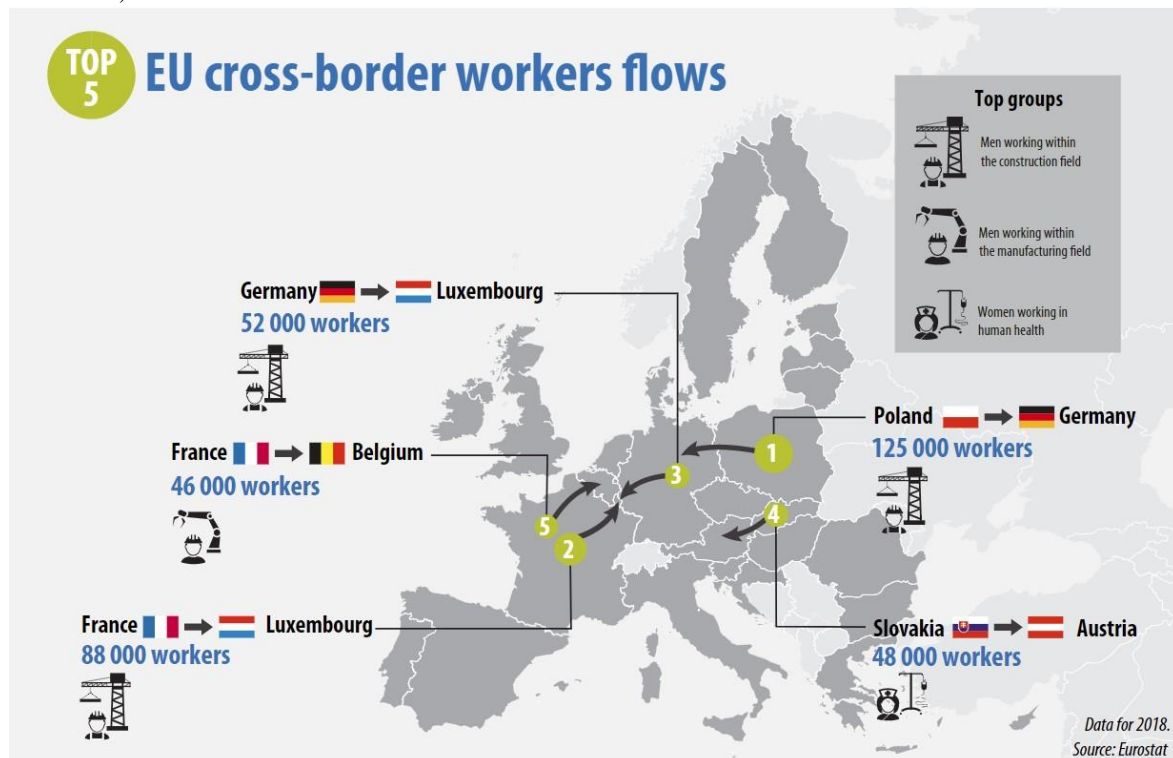 TOP
5
EU cross-border workers flows
Top groups
Men working within
the construction field
Men working within
the manufacturing field
Women working in
human health
Germany Luxembourg
52 000 workers
Poland Germany
125 000 workers
France Belgium
46 000 workers
1
3
4
5
2
France Luxembourg
88 000 workers
Slovakia Austria
48 000 workers
Data for 2018.
Source: Eurostat